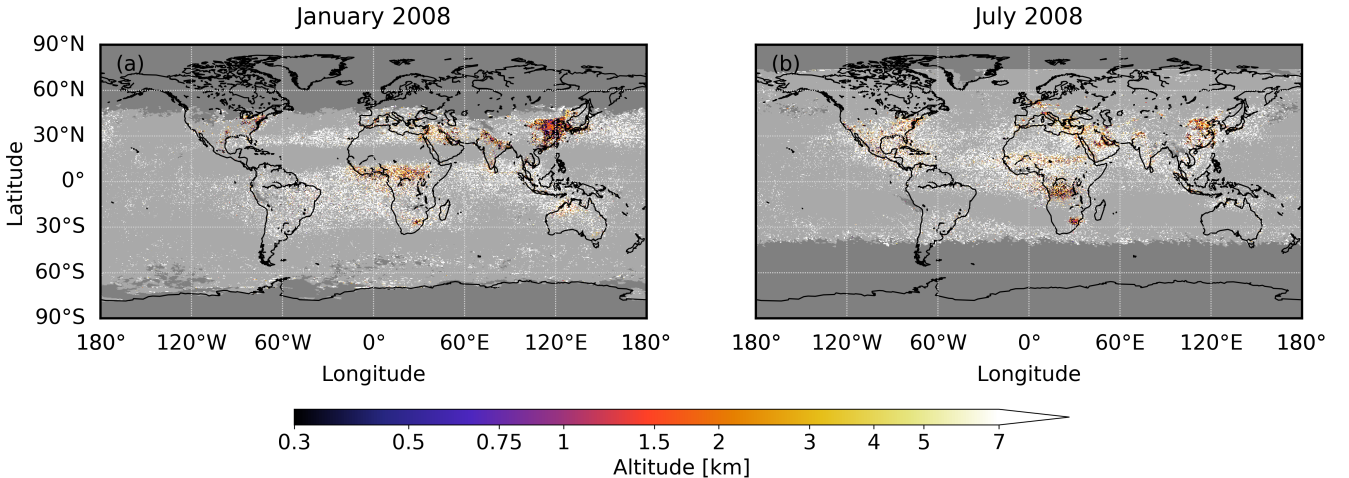 January 2008
July 2008
(a)
(b)
90°N
60°N
30°N
0°
30°S
60°S
90°S
Latitude
180° 120°W 60°W 0° 60°E 120°E 180°
180° 120°W 60°W 0° 60°E 120°E 180°
Longitude
Longitude
0.3 0.5 0.75 1 1.5 2 3 4 5 7
Altitude [km]